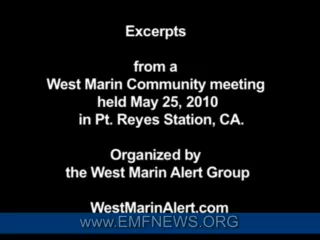 Excerpts
from a
West Marin Community meeting
held May 25, 2010
in Pt. Reyes Station, CA.
Organized by
the West Marin Alert Group
WestMarinAlert.com
www.EMFNEWS.ORG